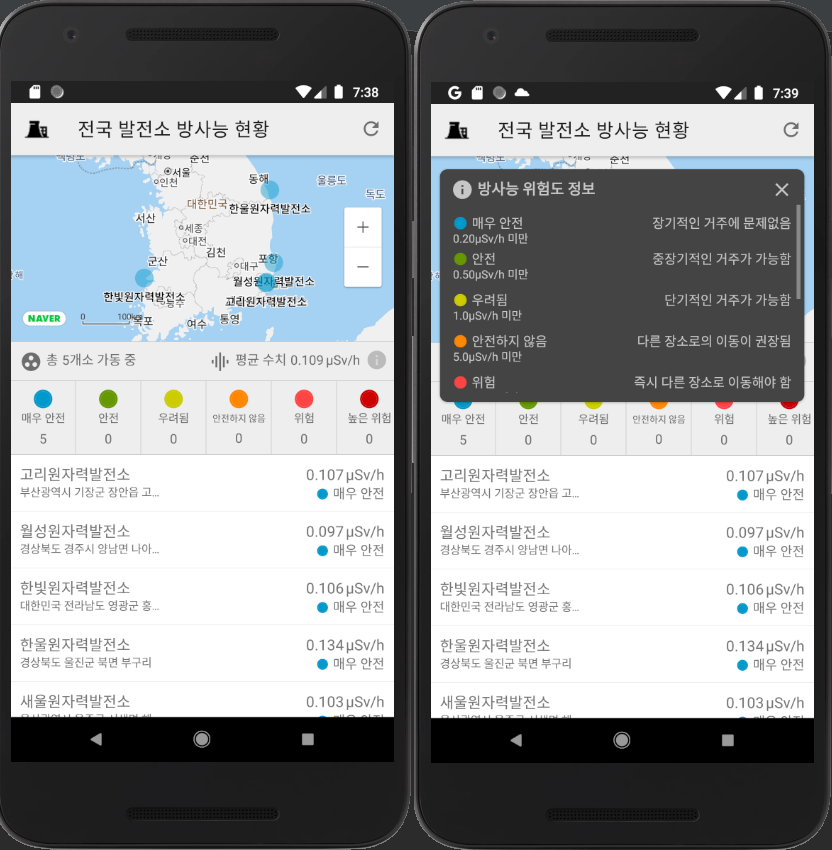 7:38
전국 발전소 방사능 현황
춘천
서울
인천
동해
울릉도
독도
대한민국
한울원자력발전소
서산
세종
대전
김천
군산
포항
대구
월성원자력발전소
한빛원자력발전소
광주
고리원자력발전소
NAVER
0
목포
여수
통영
+
−
총 5개소 가동 중
평균 수치 0.109 μSv/h
매우 안전
안전
우려됨
안전하지 않음
위험
높은 위험
5
0
0
0
0
0
고리원자력발전소 0.107 μSv/h
부산광역시 기장군 장안읍 고... 매우 안전
월성원자력발전소 0.097 μSv/h
경상북도 경주시 양남면 나아... 매우 안전
한빛원자력발전소 0.106 μSv/h
대한민국 전라남도 영광군 홍... 매우 안전
한울원자력발전소 0.134 μSv/h
경상북도 울진군 북면 부구리 매우 안전
새울원자력발전소 0.103 μSv/h
G 7:39
전국 발전소 방사능 현황
춘천
독도
방사능 위험도 정보
매우 안전 장기적인 거주에 문제없음
0.20μSv/h 미만
안전 중장기적인 거주가 가능함
0.50μSv/h 미만
우려됨 단기적인 거주가 가능함
1.0μSv/h 미만
안전하지 않음 다른 장소로의 이동이 권장됨
5.0μSv/h 미만
위험 즉시 다른 장소로 이동해야 함
매우 안전
안전
우려됨
안전하지 않음
위험
높은 위험
5
0
0
0
0
0
고리원자력발전소 0.107 μSv/h
부산광역시 기장군 장안읍 고... 매우 안전
월성원자력발전소 0.097 μSv/h
경상북도 경주시 양남면 나아... 매우 안전
한빛원자력발전소 0.106 μSv/h
대한민국 전라남도 영광군 홍... 매우 안전
한울원자력발전소 0.134 μSv/h
경상북도 울진군 북면 부구리 매우 안전
새울원자력발전소 0.103 μSv/h